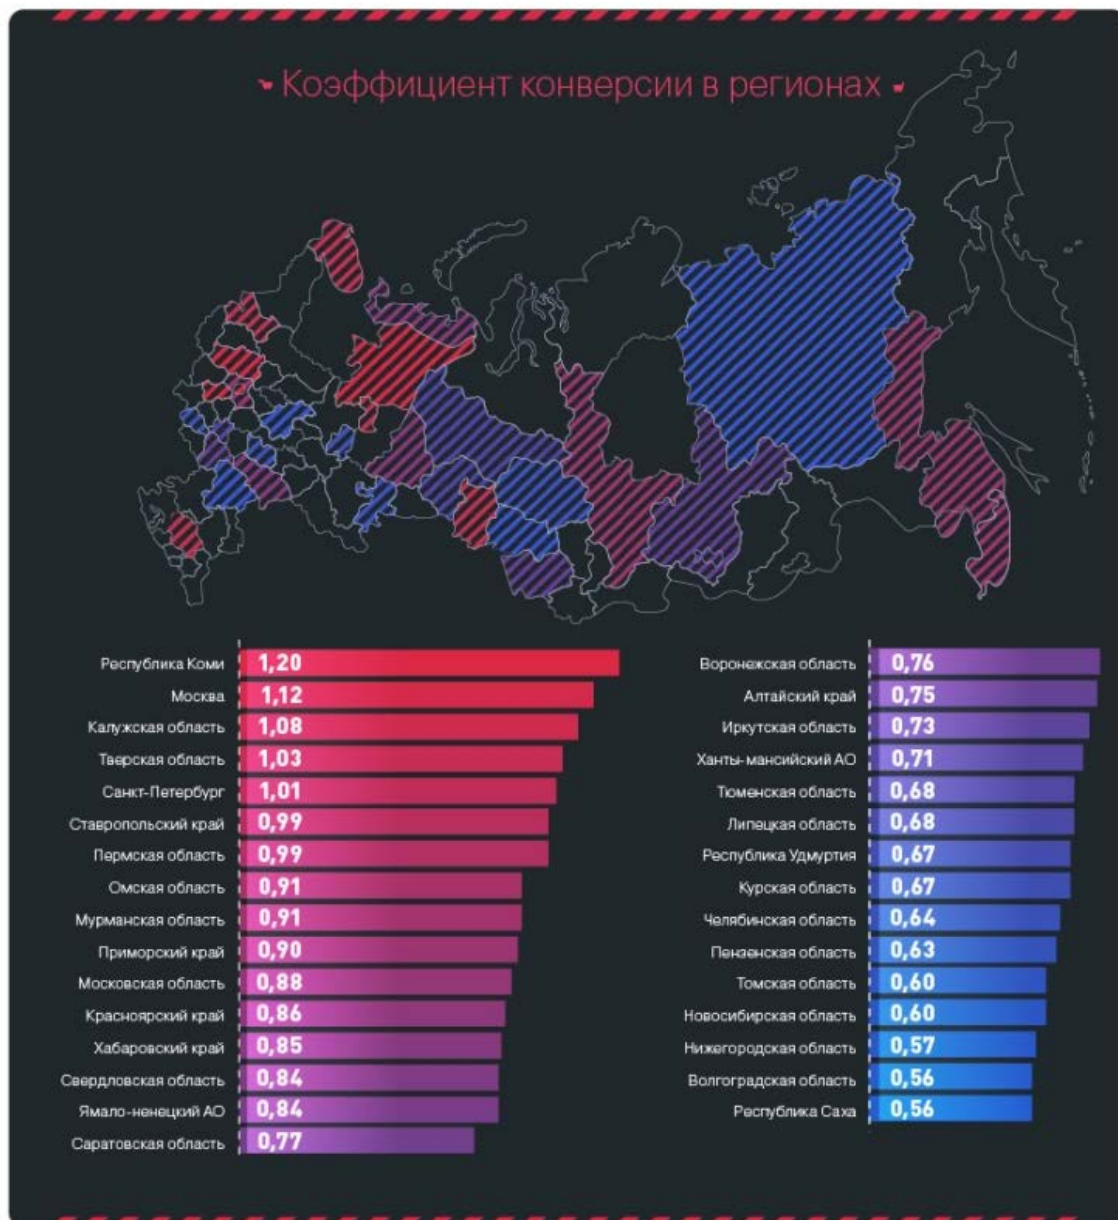 Коэффициент конверсии в регионах
Республика Коми 1,20
Москва 1,12
Калужская область 1,08
Тверская область 1,03
Санкт-Петербург 1,01
Ставропольский край 0,99
Пермская область 0,99
Омская область 0,91
Мурманская область 0,91
Приморский край 0,90
Московская область 0,88
Красноярский край 0,86
Хабаровский край 0,85
Свердловская область 0,84
Ямало-ненецкий АО 0,84
Саратовская область 0,77
Воронежская область 0,76
Алтайский край 0,75
Иркутская область 0,73
Ханты-мансийский АО 0,71
Тюменская область 0,68
Липецкая область 0,68
Республика Удмуртия 0,67
Курская область 0,67
Челябинская область 0,64
Пензенская область 0,63
Томская область 0,60
Новосибирская область 0,60
Нижегородская область 0,57
Волгоградская область 0,56
Республика Саха 0,56